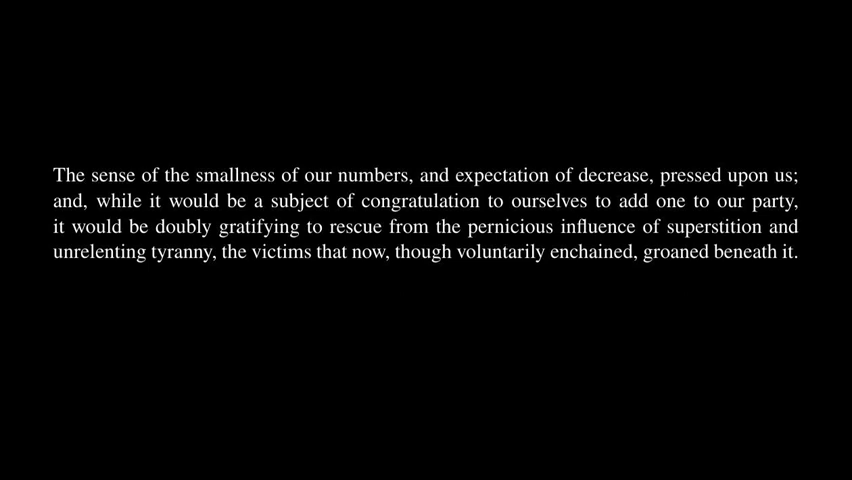 The sense of the smallness of our numbers, and expectation of decrease, pressed upon us;
and, while it would be a subject of congratulation to ourselves to add one to our party,
it would be doubly gratifying to rescue from the pernicious influence of superstition and
unrelenting tyranny, the victims that now, though voluntarily enchained, groaned beneath it.